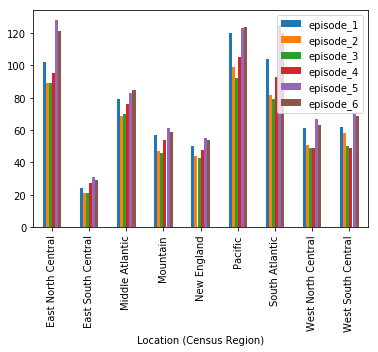 episode_1
episode_2
episode_3
episode_4
episode_5
episode_6
120
100
80
60
40
20
0
East North Central
East South Central
Middle Atlantic
Mountain
New England
Pacific
South Atlantic
West North Central
West South Central
Location (Census Region)